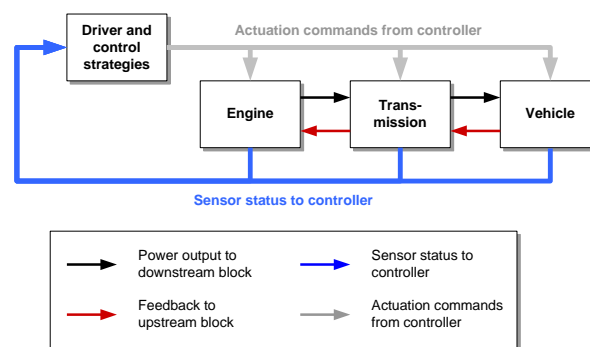 Driver and
control
strategies
Actuation commands from controller
Engine
Trans-
mission
Vehicle
Sensor status to controller
Power output to
downstream block
Sensor status to
controller
Feedback to
upstream block
Actuation commands
from controller